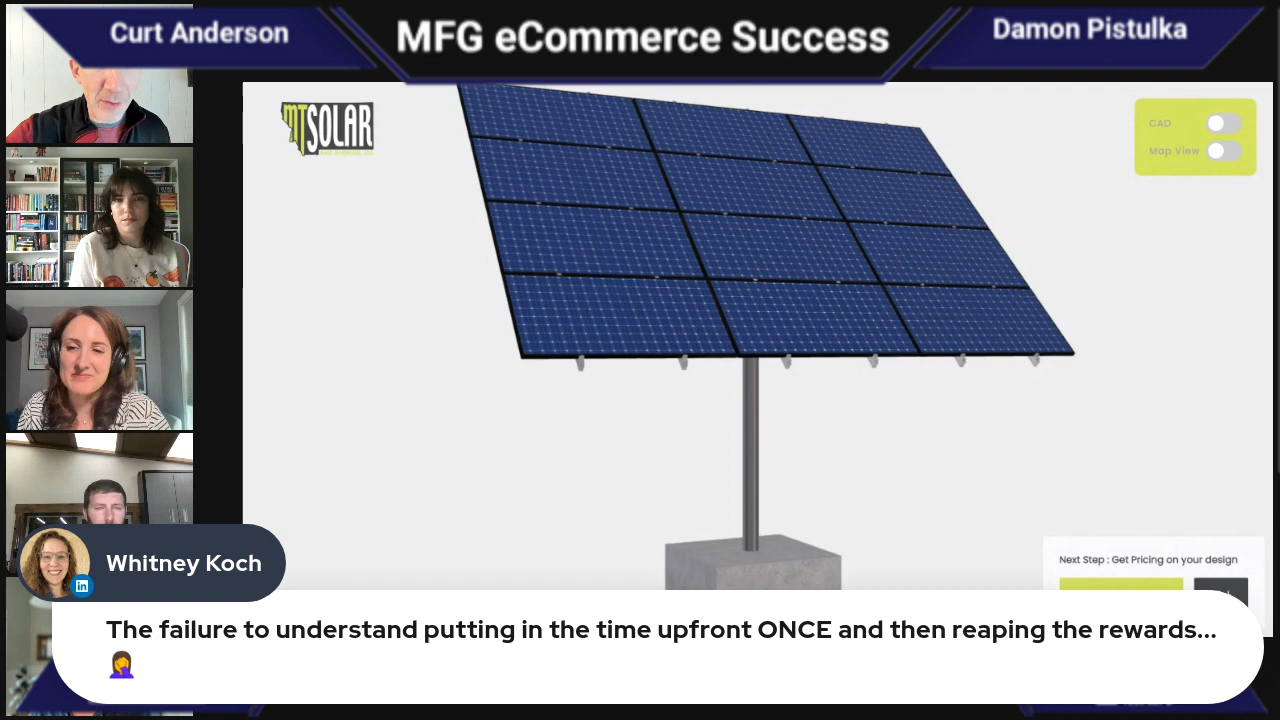 Curt Anderson
MFG eCommerce Success
Damon Pistulka
MTSOLAR
CAD
Map View
Next Step : Get Pricing on your design
Whitney Koch
in
The failure to understand putting in the time upfront ONCE and then reaping the rewards...
🤦‍♀️